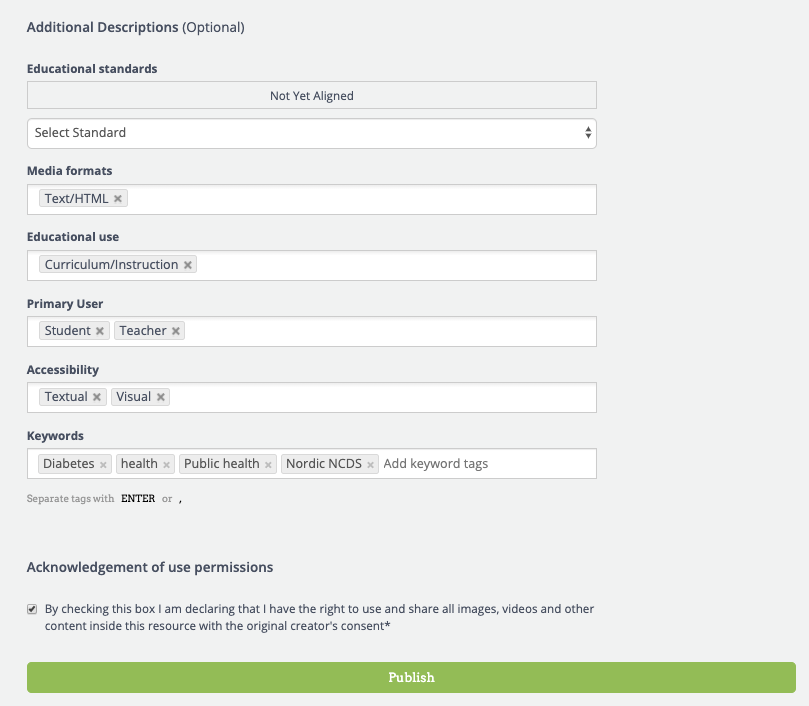 Additional Descriptions (Optional)
Educational standards
Not Yet Aligned
Select Standard
Media formats
Text/HTML ×
Educational use
Curriculum/Instruction ×
Primary User
Student × Teacher ×
Accessibility
Textual × Visual ×
Keywords
Diabetes × health × Public health × Nordic NCDS × Add keyword tags
Separate tags with ENTER or ,
Acknowledgement of use permissions
By checking this box I am declaring that I have the right to use and share all images, videos and other
content inside this resource with the original creator's consent*
Publish